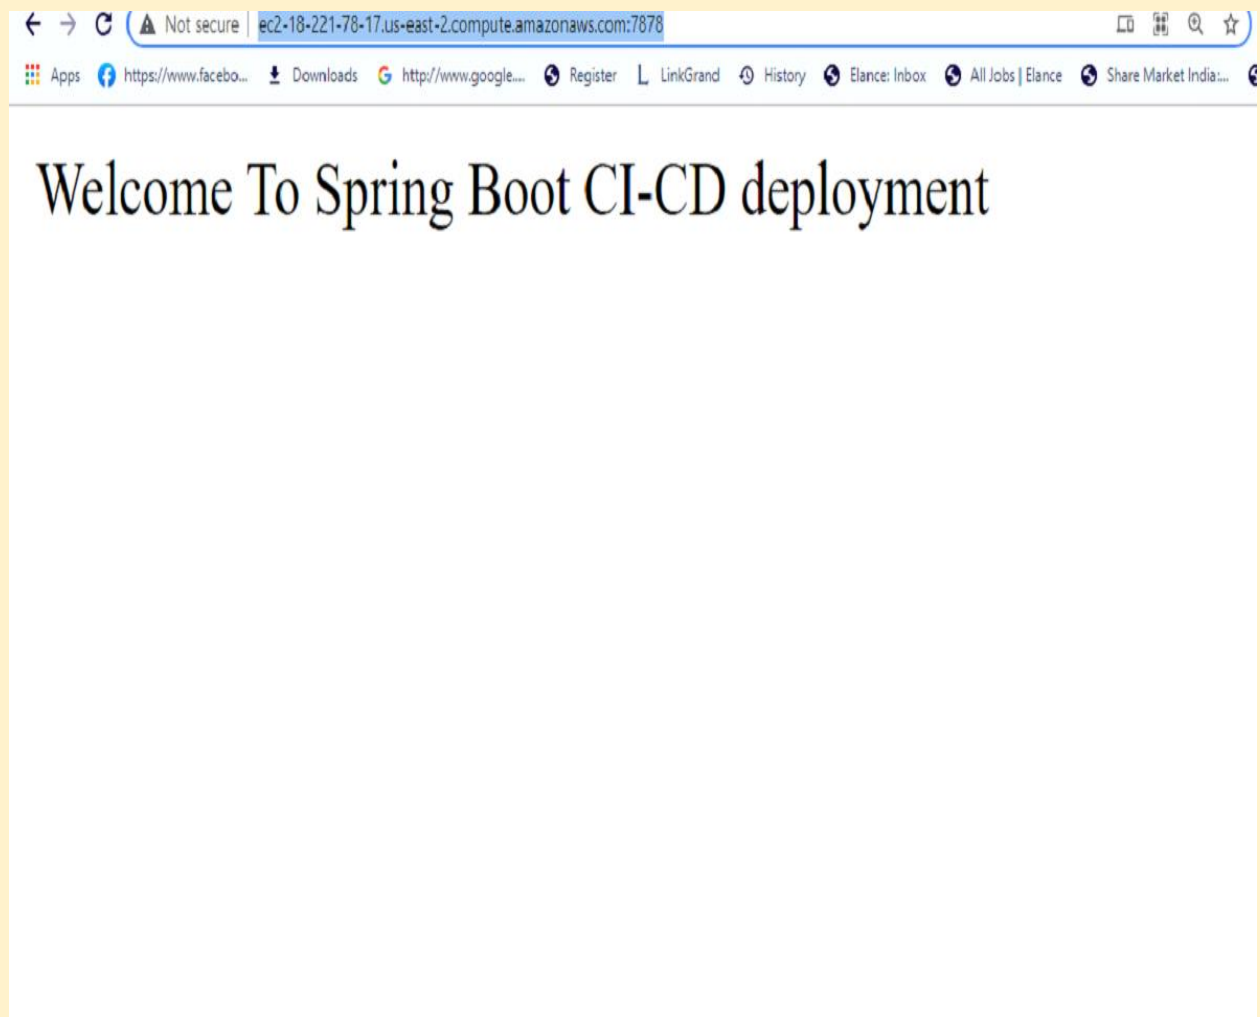 Not secure ec2-18-221-78-17.us-east-2.compute.amazonaws.com:7878
Apps https://www.facebo... Downloads http://www.google.... Register LinkGrand History Elance: Inbox All Jobs | Elance Share Market India:...
Welcome To Spring Boot CI-CD deployment